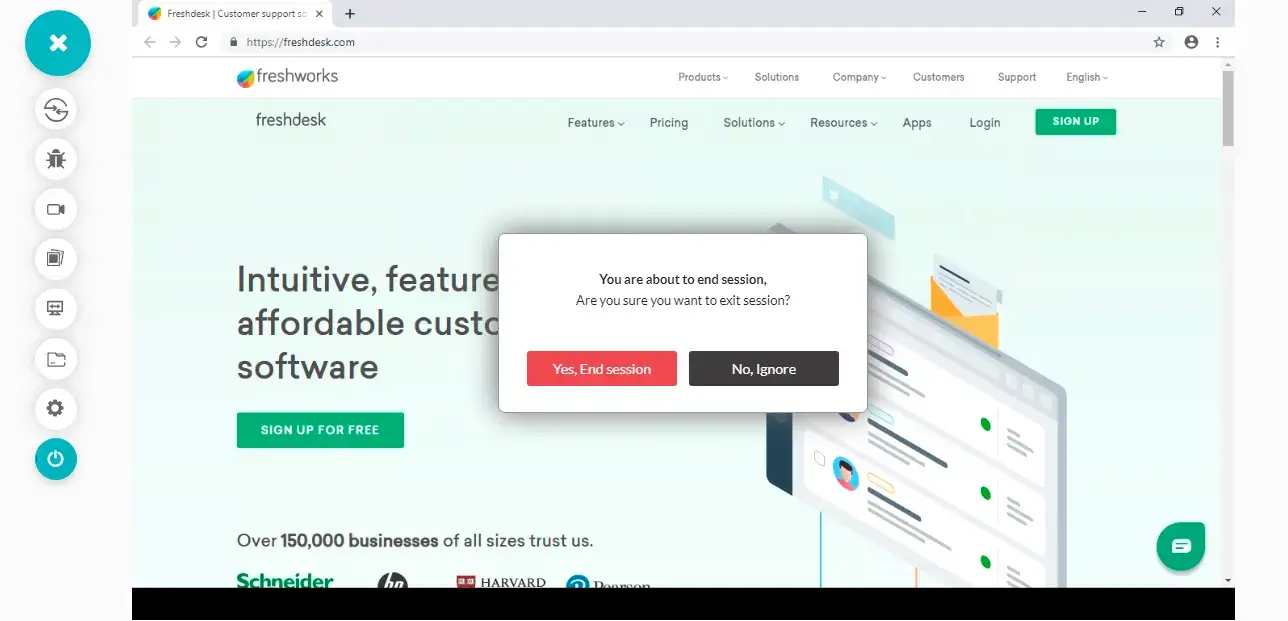 Freshdesk | Customer support so
https://freshdesk.com
freshworks
Products
Solutions
Company
Customers
Support
English
freshdesk
Features
Pricing
Solutions
Resources
Apps
Login
SIGN UP
Intuitive, feature
affordable custo
software
SIGN UP FOR FREE
You are about to end session,
Are you sure you want to exit session?
Yes, End session
No, Ignore
Over 150,000 businesses of all sizes trust us.
Schneider
hp
HARVARD
Pearson